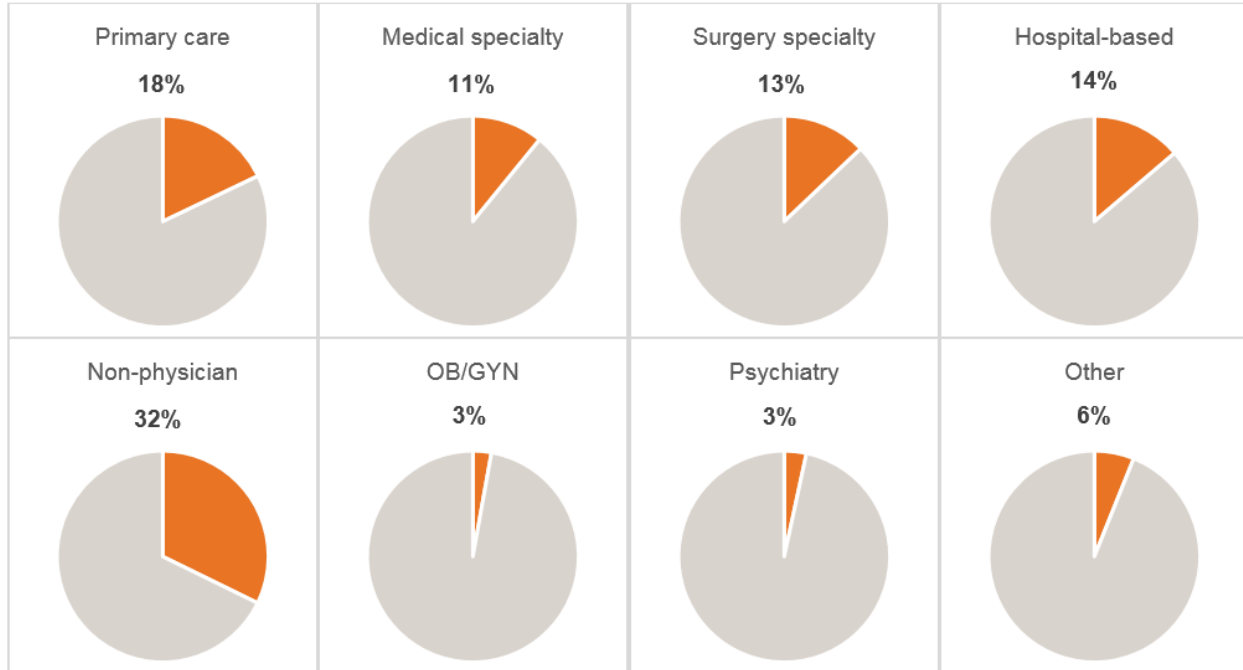 Primary care
18%
Medical specialty
11%
Surgery specialty
13%
Hospital-based
14%
Non-physician
32%
OB/GYN
3%
Psychiatry
3%
Other
6%